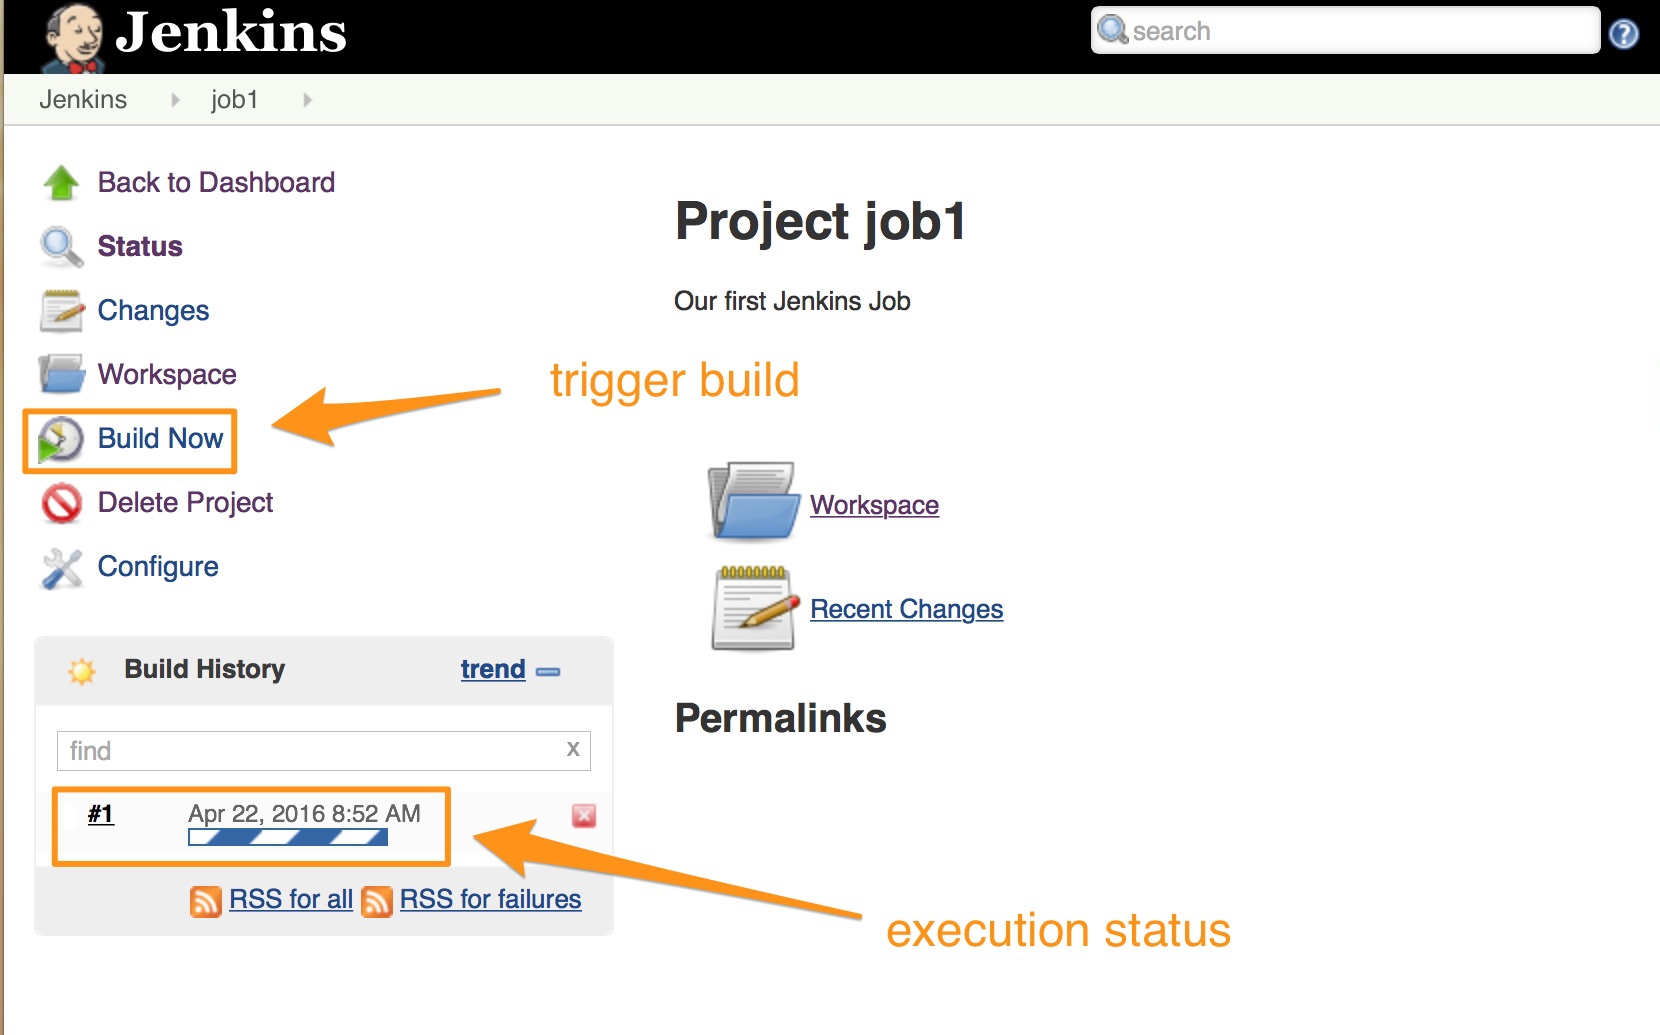 Jenkins
search
Jenkins job1
Back to Dashboard
Status
Changes
Workspace
Build Now
Delete Project
Configure
Project job1
Our first Jenkins Job
trigger build
Workspace
Recent Changes
Permalinks
Build History trend
find x
#1 Apr 22, 2016 8:52 AM
RSS for all RSS for failures
execution status